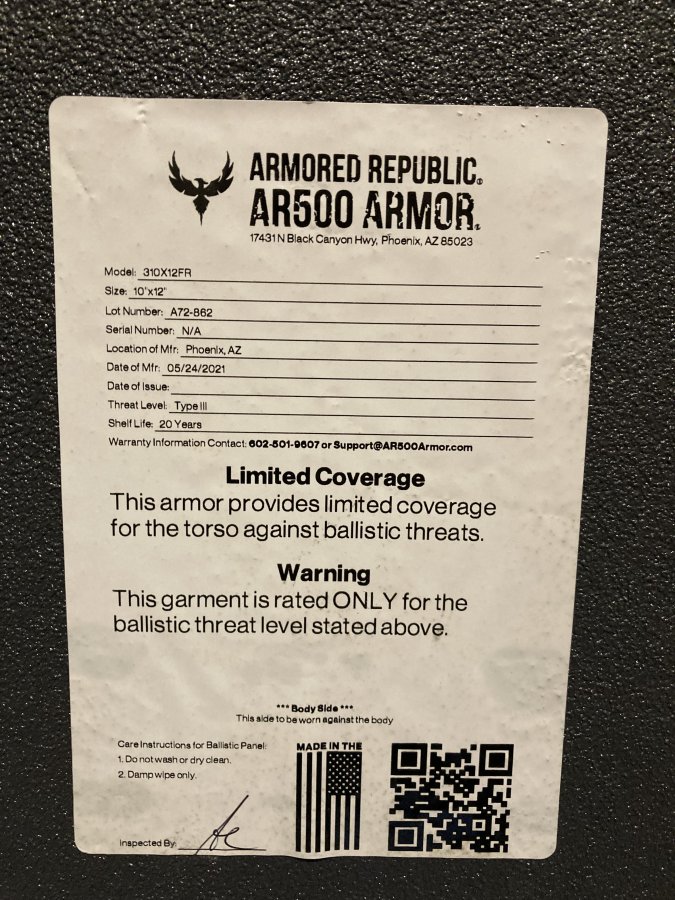 ARMORED REPUBLIC®
AR500 ARMOR®
17431 N Black Canyon Hwy, Phoenix, AZ 85023
Model: 310X12FR
Size: 10"x12"
Lot Number: A72-862
Serial Number: N/A
Location of Mfr: Phoenix, AZ
Date of Mfr: 05/24/2021
Date of Issue:
Threat Level: Type III
Shelf Life: 20 Years
Warranty Information Contact: 602-501-9607 or Support@AR500Armor.com
Limited Coverage
This armor provides limited coverage
for the torso against ballistic threats.
Warning
This garment is rated ONLY for the
ballistic threat level stated above.
*** Body Side ***
This side to be worn against the body
Care Instructions for Ballistic Panel:
1. Do not wash or dry clean.
2. Damp wipe only.
MADE IN THE
Inspected By: